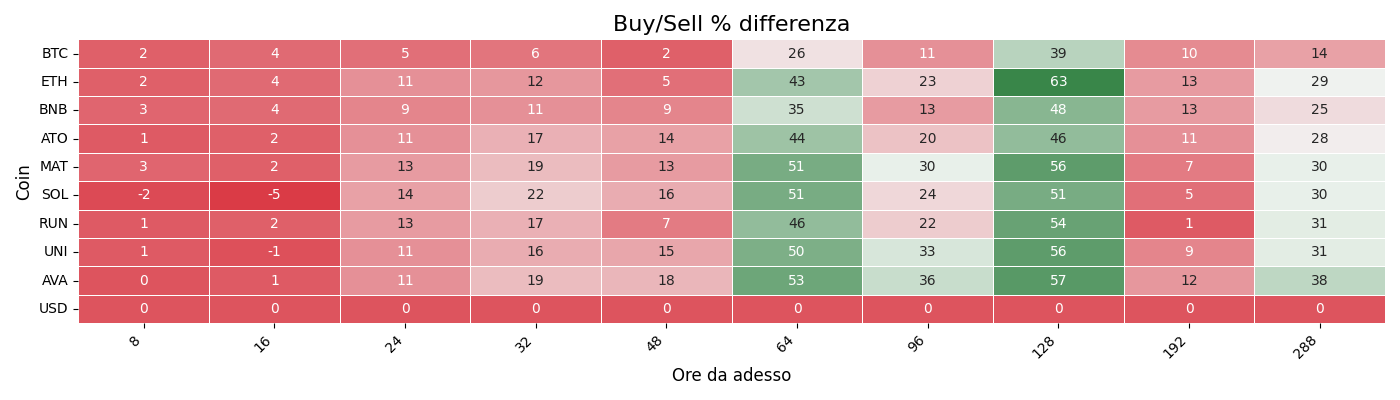 Buy/Sell % differenza
Coin
BTC 2 4 5 6 2 26 11 39 10 14
ETH 2 4 11 12 5 43 23 63 13 29
BNB 3 4 9 11 9 35 13 48 13 25
ATO 1 2 11 17 14 44 20 46 11 28
MAT 3 2 13 19 13 51 30 56 7 30
SOL -2 -5 14 22 16 51 24 51 5 30
RUN 1 2 13 17 7 46 22 54 1 31
UNI 1 -1 11 16 15 50 33 56 9 31
AVA 0 1 11 19 18 53 36 57 12 38
USD 0 0 0 0 0 0 0 0 0 0
8 16 24 32 48 64 96 128 192 288
Ore da adesso